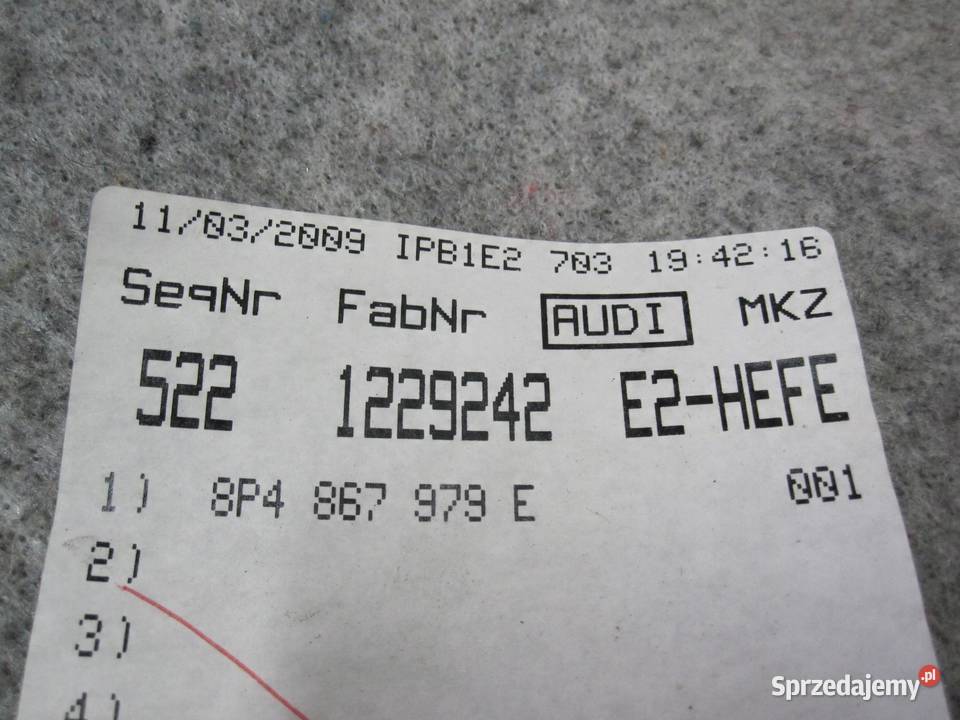 11/03/2009 IPB1E2 703 19:42:16
SeqNr FabNr AUDI MKZ
522 1229242 E2-HEFE
1) 8P4 867 979 E 001
2)
3)
4)
Sprzedajemy.pl